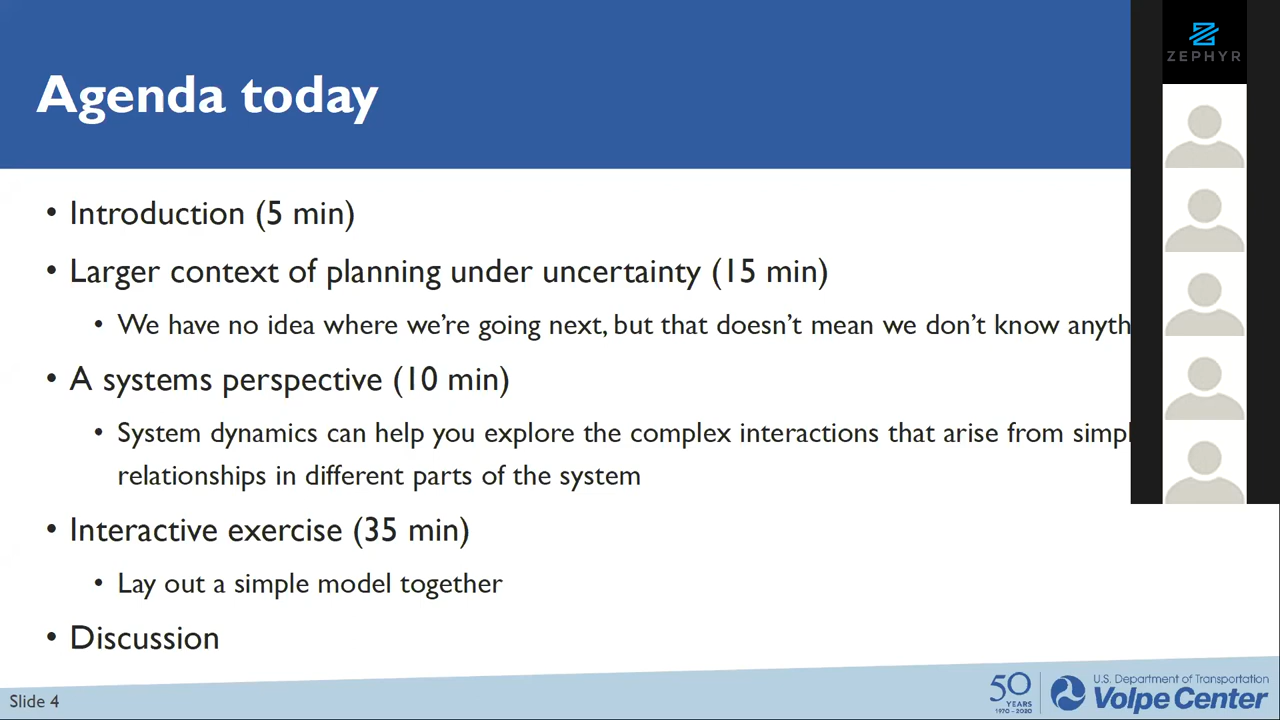 Agenda today
ZEPHYR
• Introduction (5 min)
• Larger context of planning under uncertainty (15 min)
• We have no idea where we’re going next, but that doesn’t mean we don’t know
• A systems perspective (10 min)
• System dynamics can help you explore the complex interactions that arise from
relationships in different parts of the system
• Interactive exercise (35 min)
• Lay out a simple model together
• Discussion
Slide 4
50
YEARS
1970 - 2020
U.S. Department of Transportation
Volpe Center